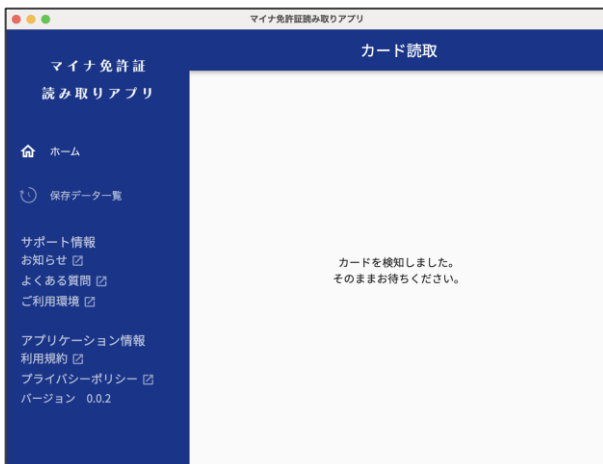 マイナ免許証読み取りアプリ
マイナ免許証
読み取りアプリ
ホーム
保存データ一覧
サポート情報
お知らせ
よくある質問
ご利用環境
アプリケーション情報
利用規約
プライバシーポリシー
バージョン 0.0.2
カード読取
カードを検知しました。
そのままお待ちください。